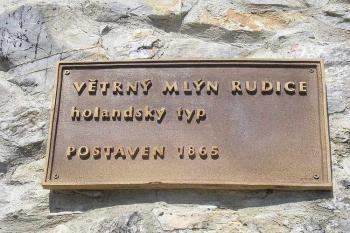 VĚTRNÝ MLÝN RUDICE
holandský typ
POSTAVEN 1865